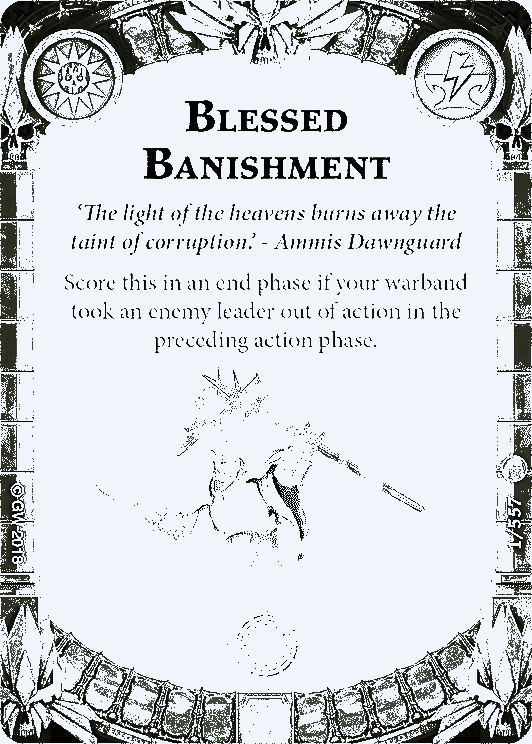 BLESSED
BANISHMENT
‘The light of the heavens burns away the
taint of corruption.’ - Ammis Dawnguard
Score this in an end phase if your warband
took an enemy leader out of action in the
preceding action phase.
© GW 2018
1/557